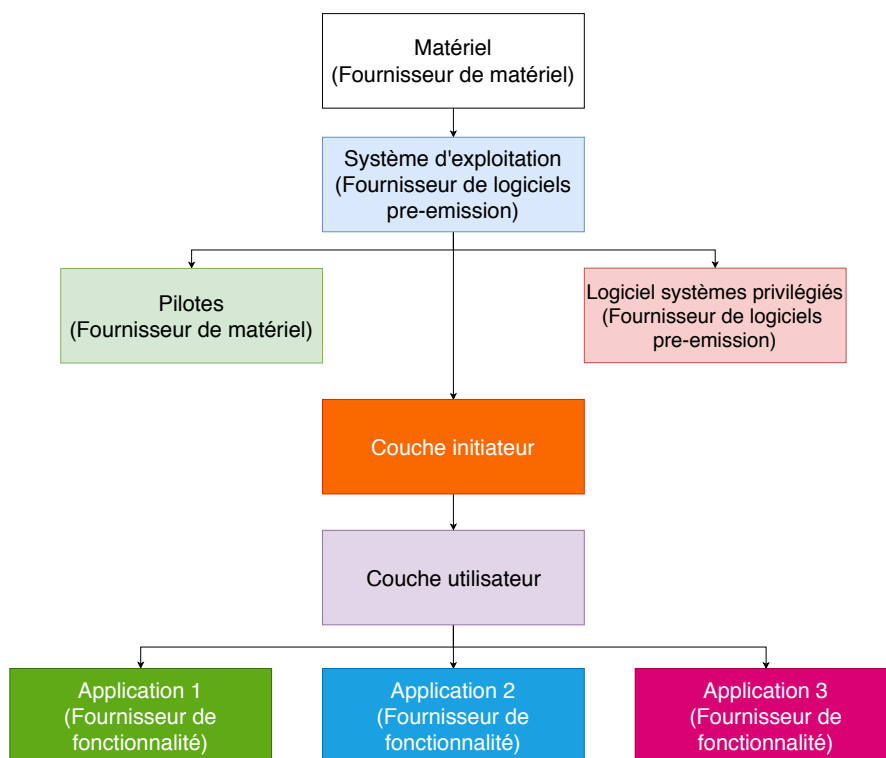 Matériel
(Fournisseur de matériel)
Système d'exploitation
(Fournisseur de logiciels
pre-emission)
Pilotes
(Fournisseur de matériel)
Logiciel systèmes privilégiés
(Fournisseur de logiciels
pre-emission)
Couche initiateur
Couche utilisateur
Application 1
(Fournisseur de
fonctionnalité)
Application 2
(Fournisseur de
fonctionnalité)
Application 3
(Fournisseur de
fonctionnalité)